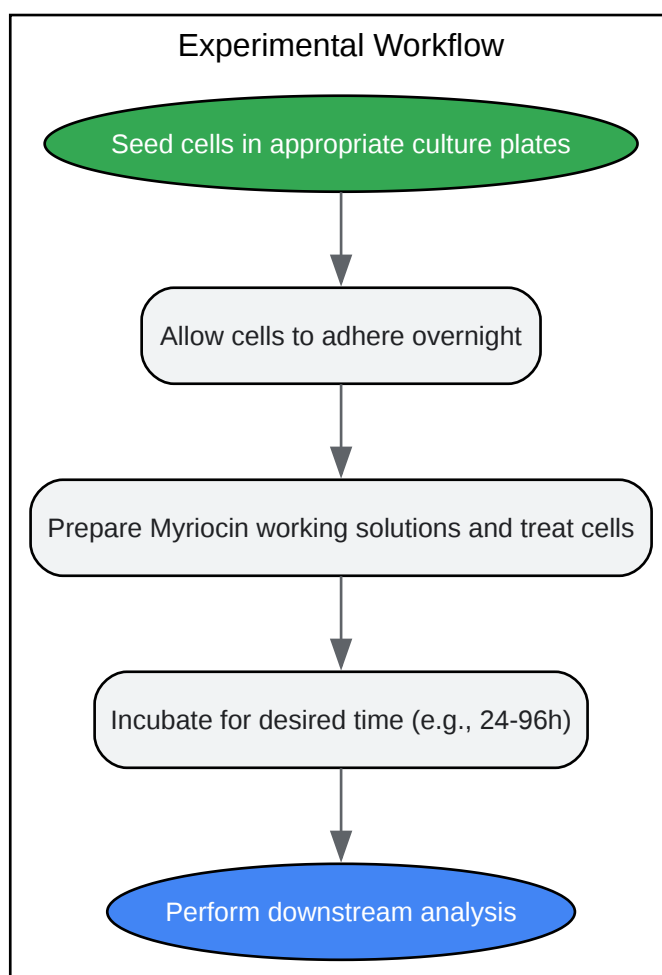 Experimental Workflow
Seed cells in appropriate culture plates
Allow cells to adhere overnight
Prepare Myriocin working solutions and treat cells
Incubate for desired time (e.g., 24-96h)
Perform downstream analysis